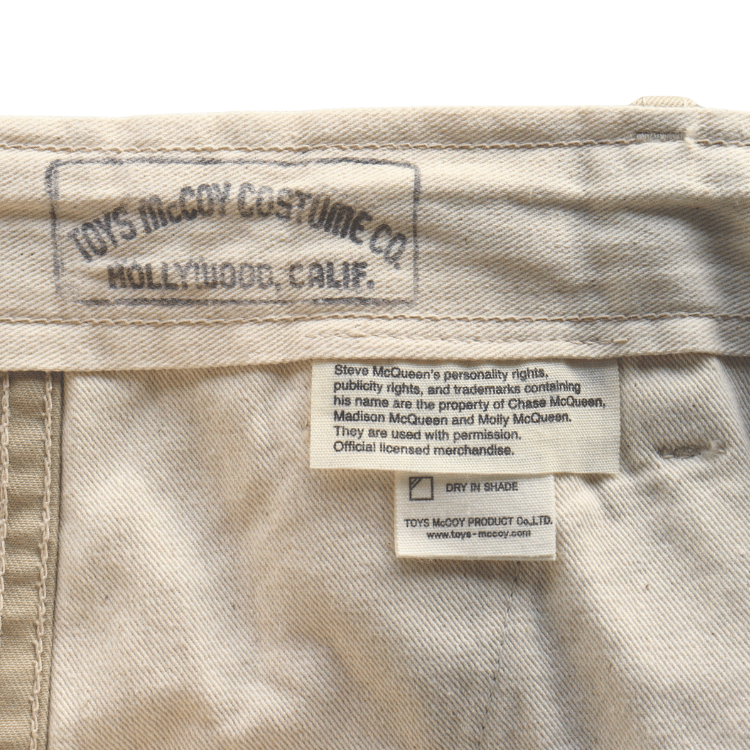 TOYS McCOY COSTUME CO.
HOLLYWOOD, CALIF.
Steve McQueen's personality rights,
publicity rights, and trademarks containing
his name are the property of Chase McQueen,
Madison McQueen and Molly McQueen.
They are used with permission.
Official licensed merchandise.
DRY IN SHADE
TOYS McCOY PRODUCT Co.,LTD.
www.toys-mccoy.com